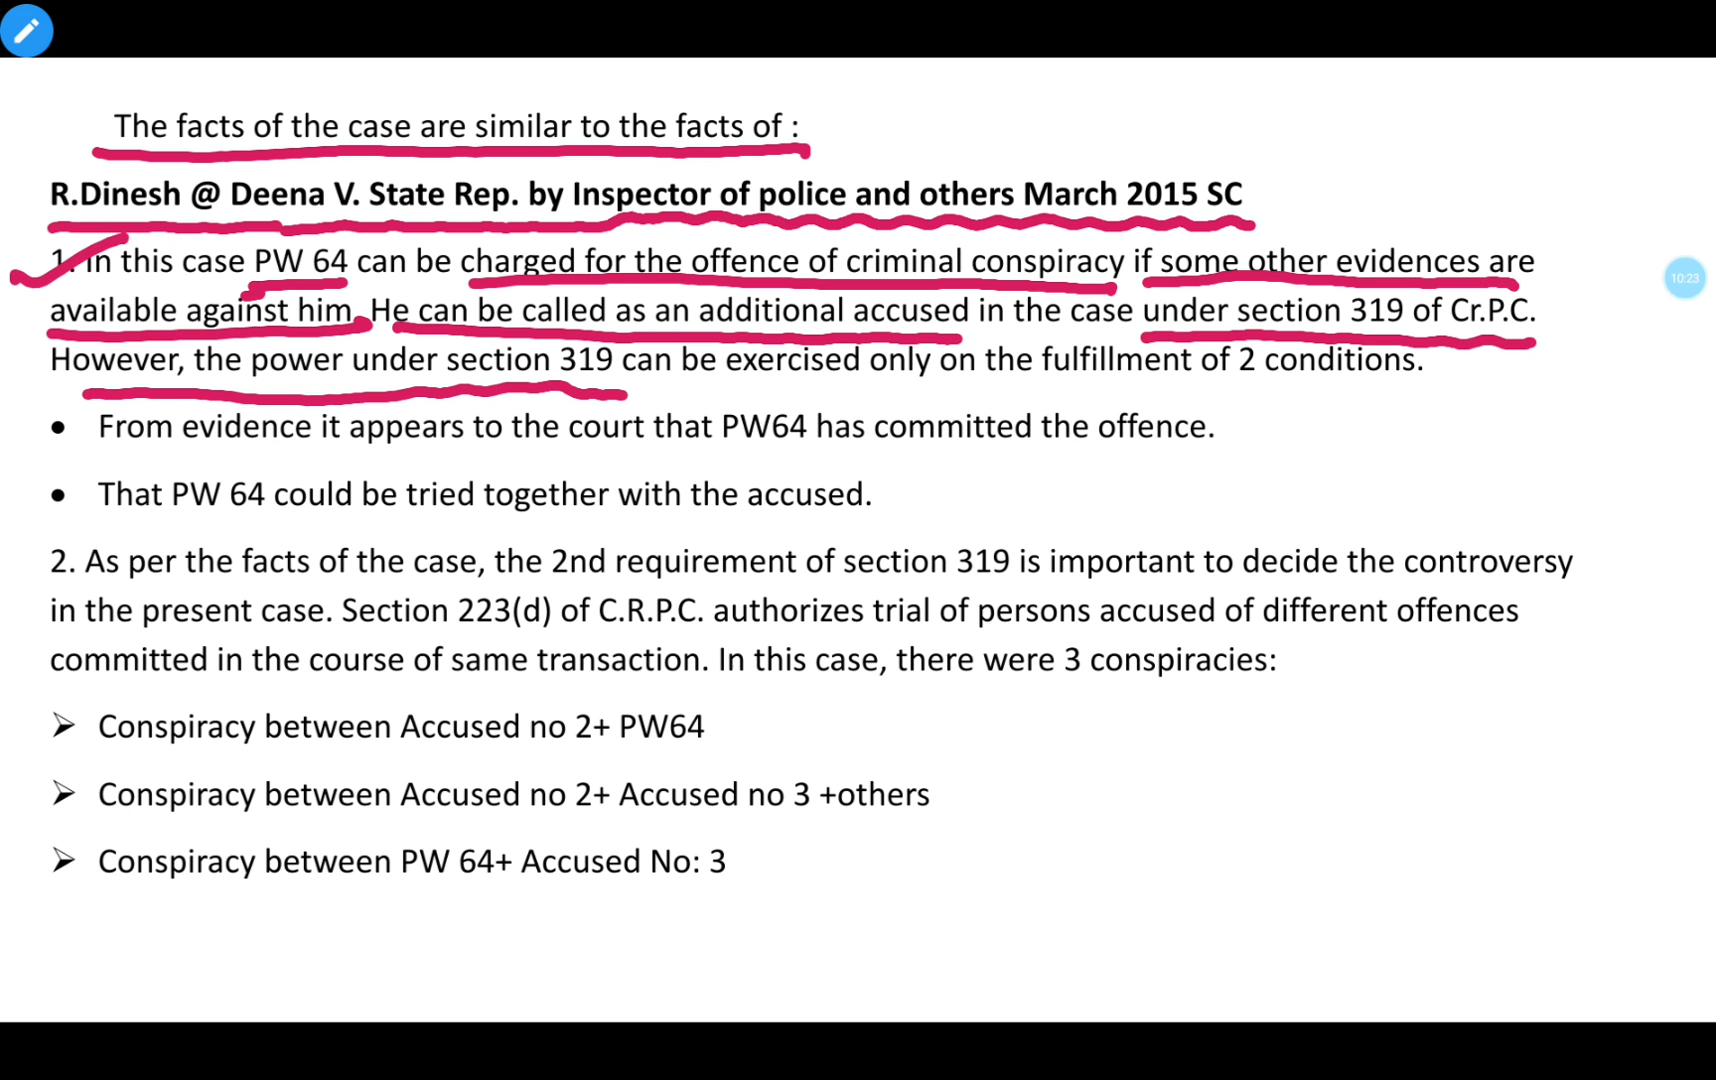 The facts of the case are similar to the facts of :
R.Dinesh @ Deena V. State Rep. by Inspector of police and others March 2015 SC
1. In this case PW 64 can be charged for the offence of criminal conspiracy if some other evidences are
available against him. He can be called as an additional accused in the case under section 319 of Cr.P.C.
However, the power under section 319 can be exercised only on the fulfillment of 2 conditions.
• From evidence it appears to the court that PW64 has committed the offence.
• That PW 64 could be tried together with the accused.
2. As per the facts of the case, the 2nd requirement of section 319 is important to decide the controversy
in the present case. Section 223(d) of C.R.P.C. authorizes trial of persons accused of different offences
committed in the course of same transaction. In this case, there were 3 conspiracies:
➢ Conspiracy between Accused no 2+ PW64
➢ Conspiracy between Accused no 2+ Accused no 3 +others
➢ Conspiracy between PW 64+ Accused No: 3
10:23